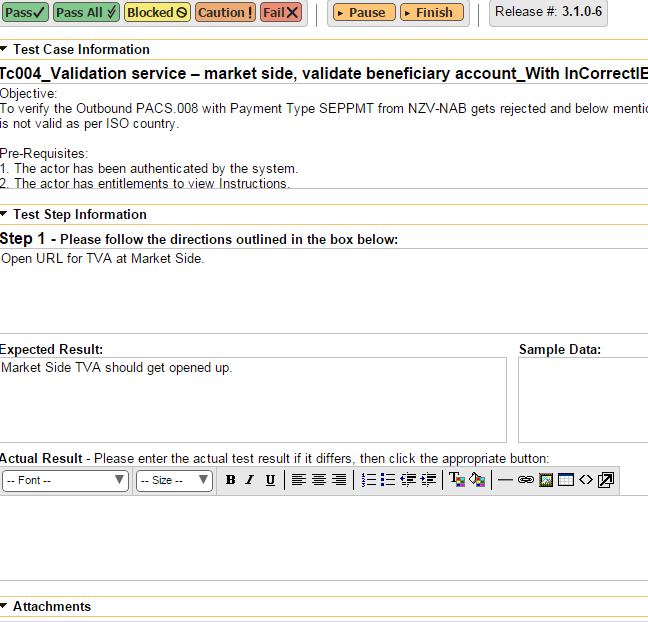 Pass Pass All Blocked Caution ! Fail Pause Finish Release #: 3.1.0-6
Test Case Information
Tc004_Validation service – market side, validate beneficiary account_With InCorrectIB
Objective:
To verify the Outbound PACS.008 with Payment Type SEPPMT from NZV-NAB gets rejected and below mentio
is not valid as per ISO country.
Pre-Requisites:
1. The actor has been authenticated by the system.
2. The actor has entitlements to view Instructions.
Test Step Information
Step 1 - Please follow the directions outlined in the box below:
Open URL for TVA at Market Side.
Expected Result:
Sample Data:
Market Side TVA should get opened up.
Actual Result - Please enter the actual test result if it differs, then click the appropriate button:
-- Font -- -- Size -- B I U
Attachments